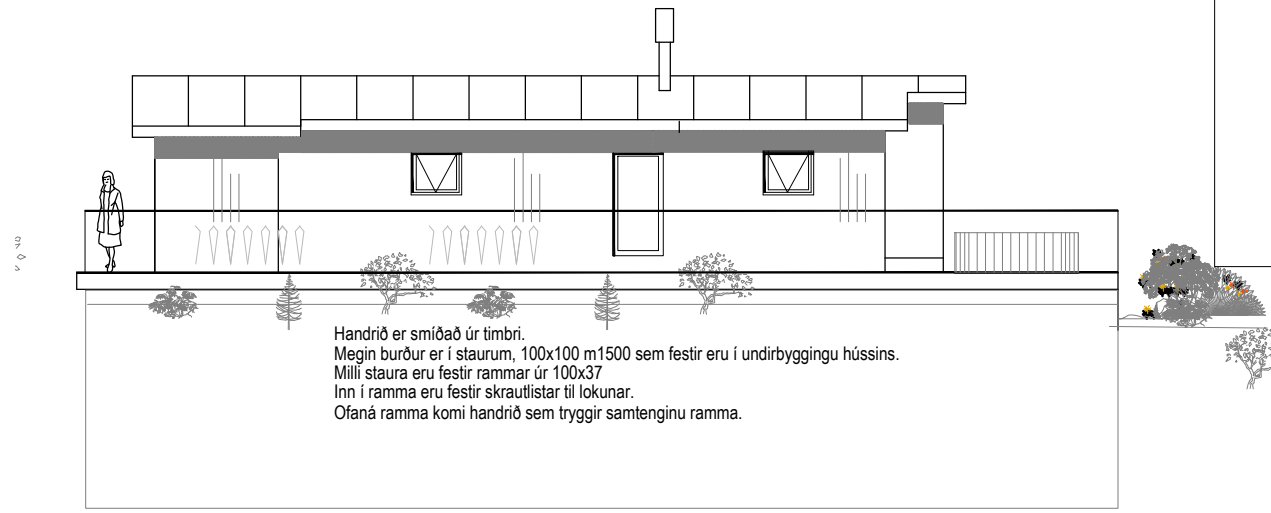 Handrið er smíðað úr timbri.
Megin burður er í staurum, 100x100 m1500 sem festir eru í undirbyggingu hússins.
Milli staura eru festir rammar úr 100x37
Inn í ramma eru festir skrautlistar til lokunar.
Ofaná ramma komi handrið sem tryggir samtenginu ramma.